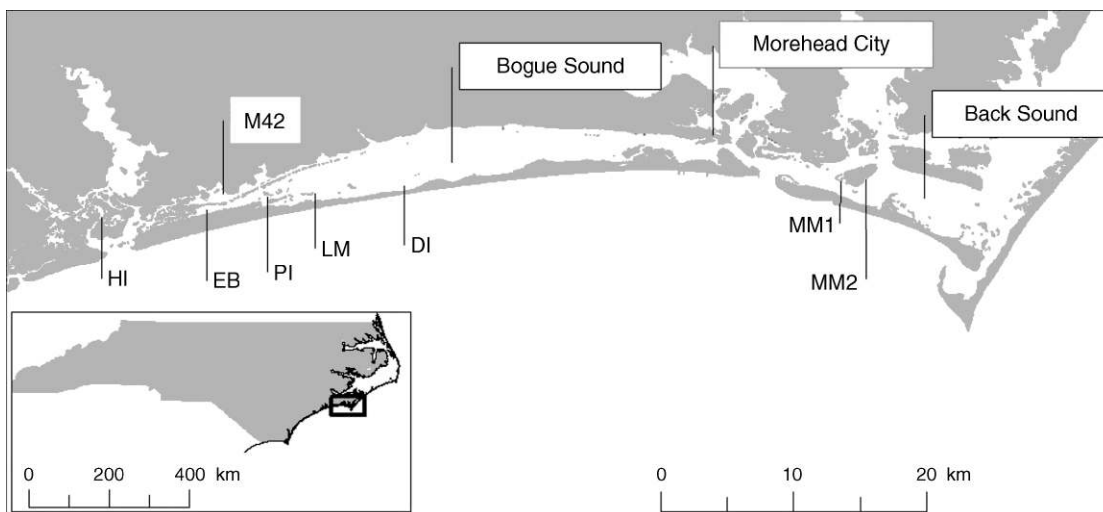 Morehead City
Bogue Sound
M42
Back Sound
MM1
LM
DI
PI
HI
EB
MM2
0 200 400 km
0 10 20
km